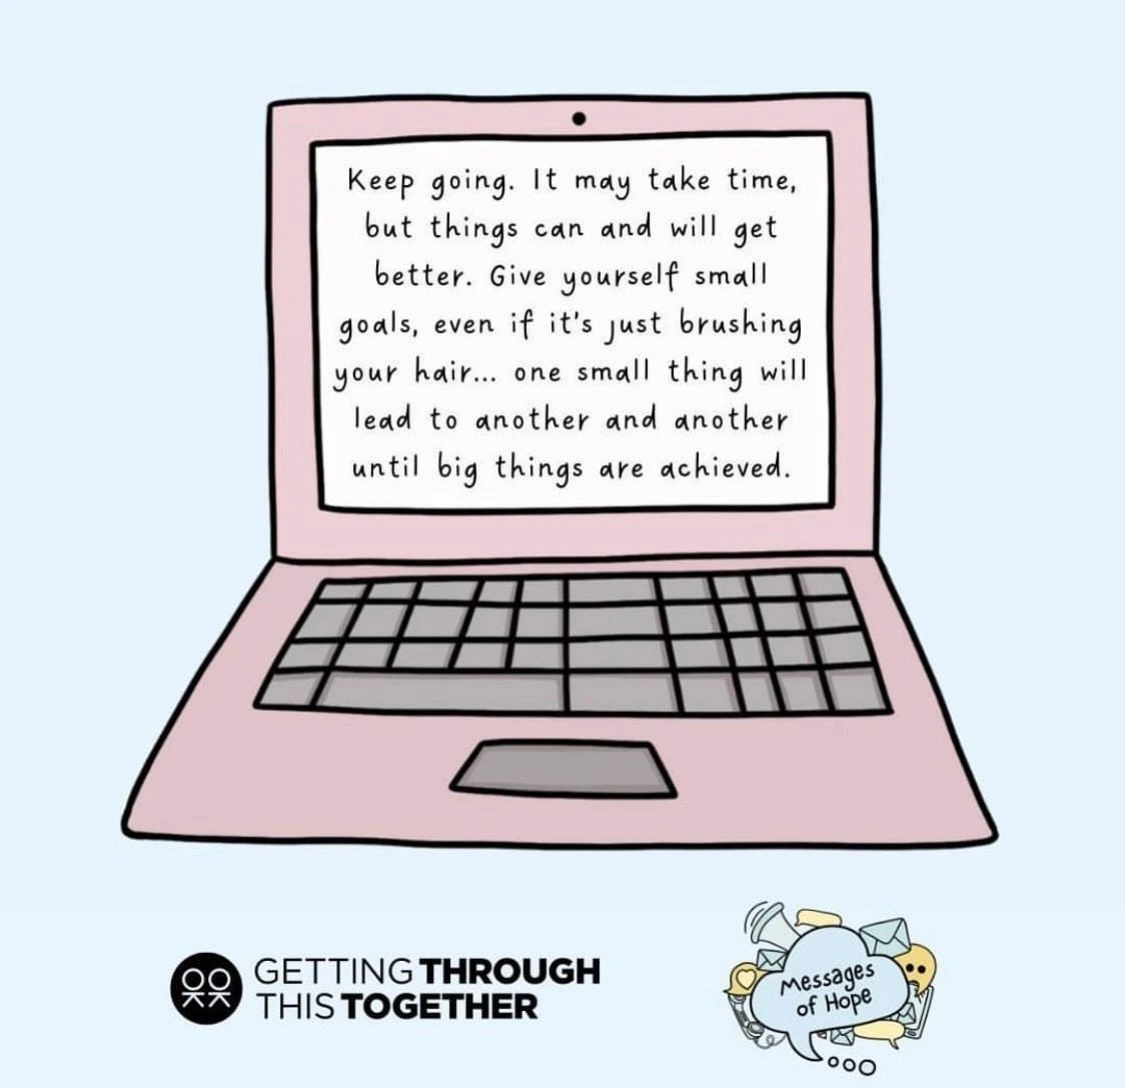 Keep going. It may take time,
but things can and will get
better. Give yourself small
goals, even if it's just brushing
your hair... one small thing will
lead to another and another
until big things are achieved.
GETTING THROUGH
THIS TOGETHER
Messages
of Hope